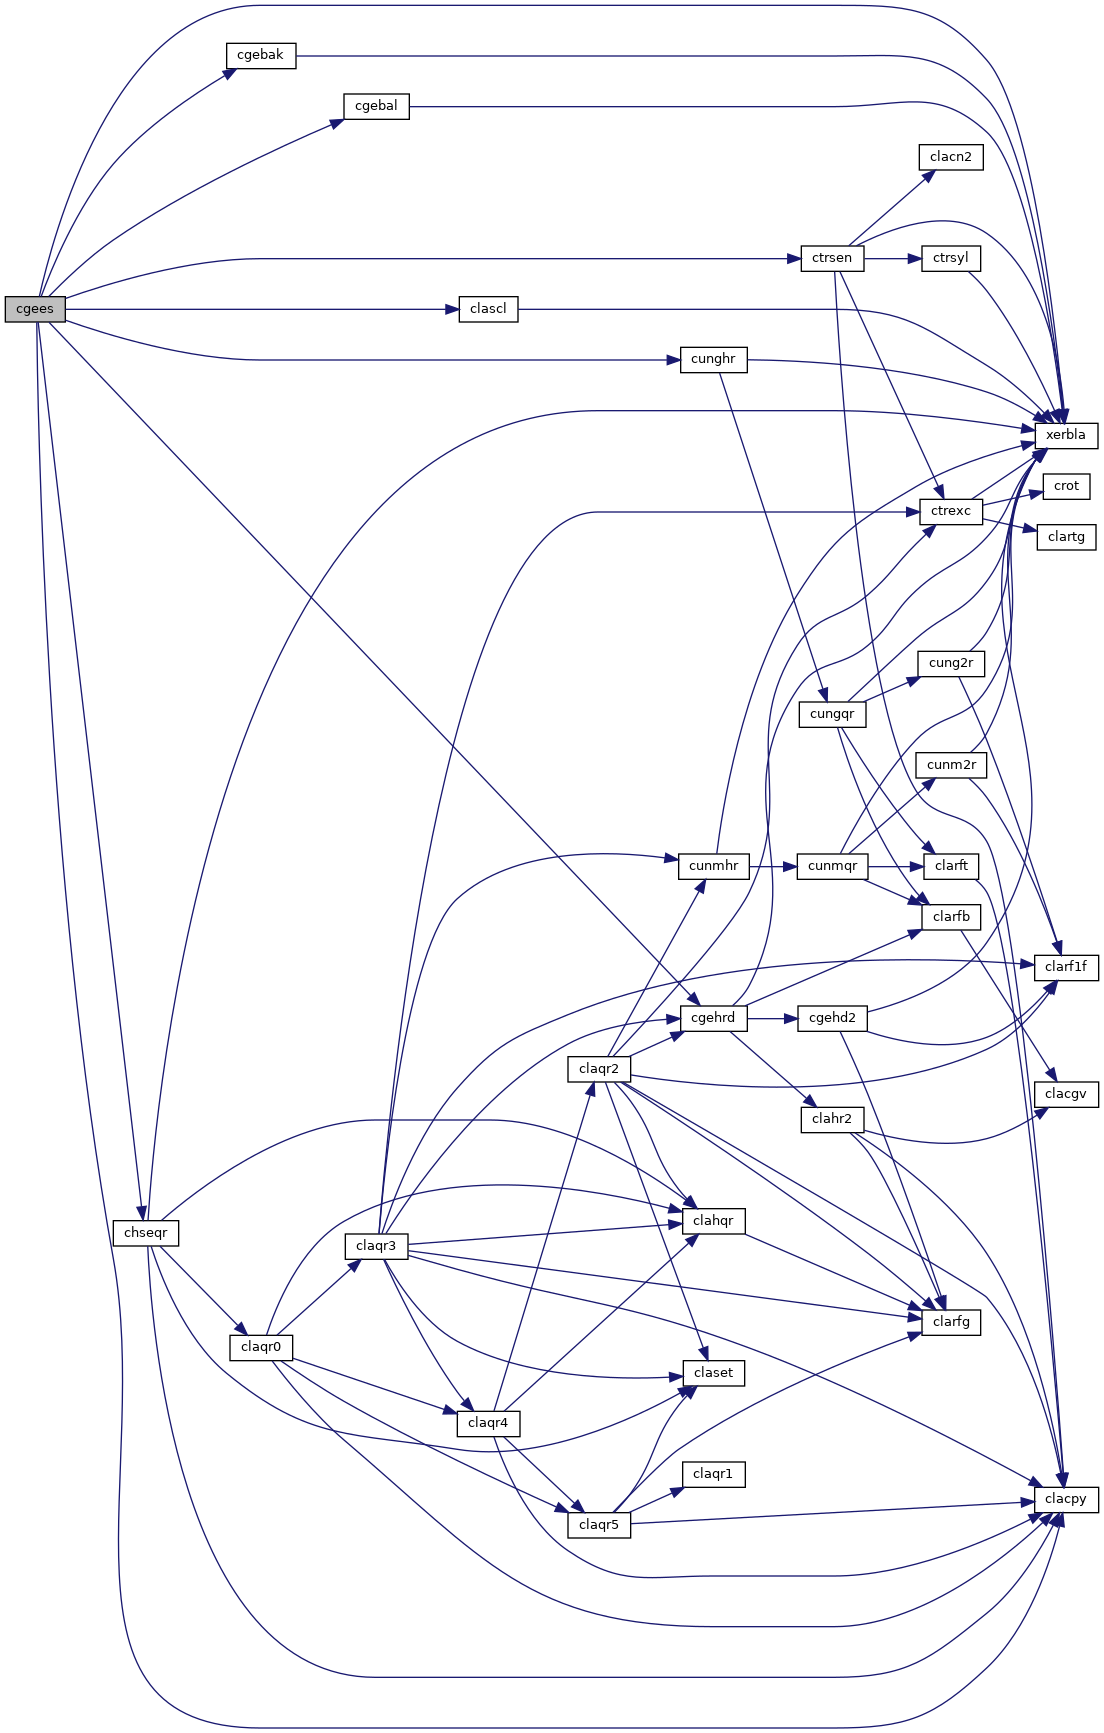 cgebak
cgebal
clacn2
ctrsen
ctrsyl
cgees
clascl
cunghr
xerbla
crot
ctrexc
clartg
cung2r
cungqr
cunm2r
cunmhr
cunmqr
clarft
clarfb
clarf1f
cgehrd
cgehd2
claqr2
clacgv
clahr2
clahqr
chseqr
claqr3
clarfg
claqr0
claset
claqr4
claqr1
clacpy
claqr5